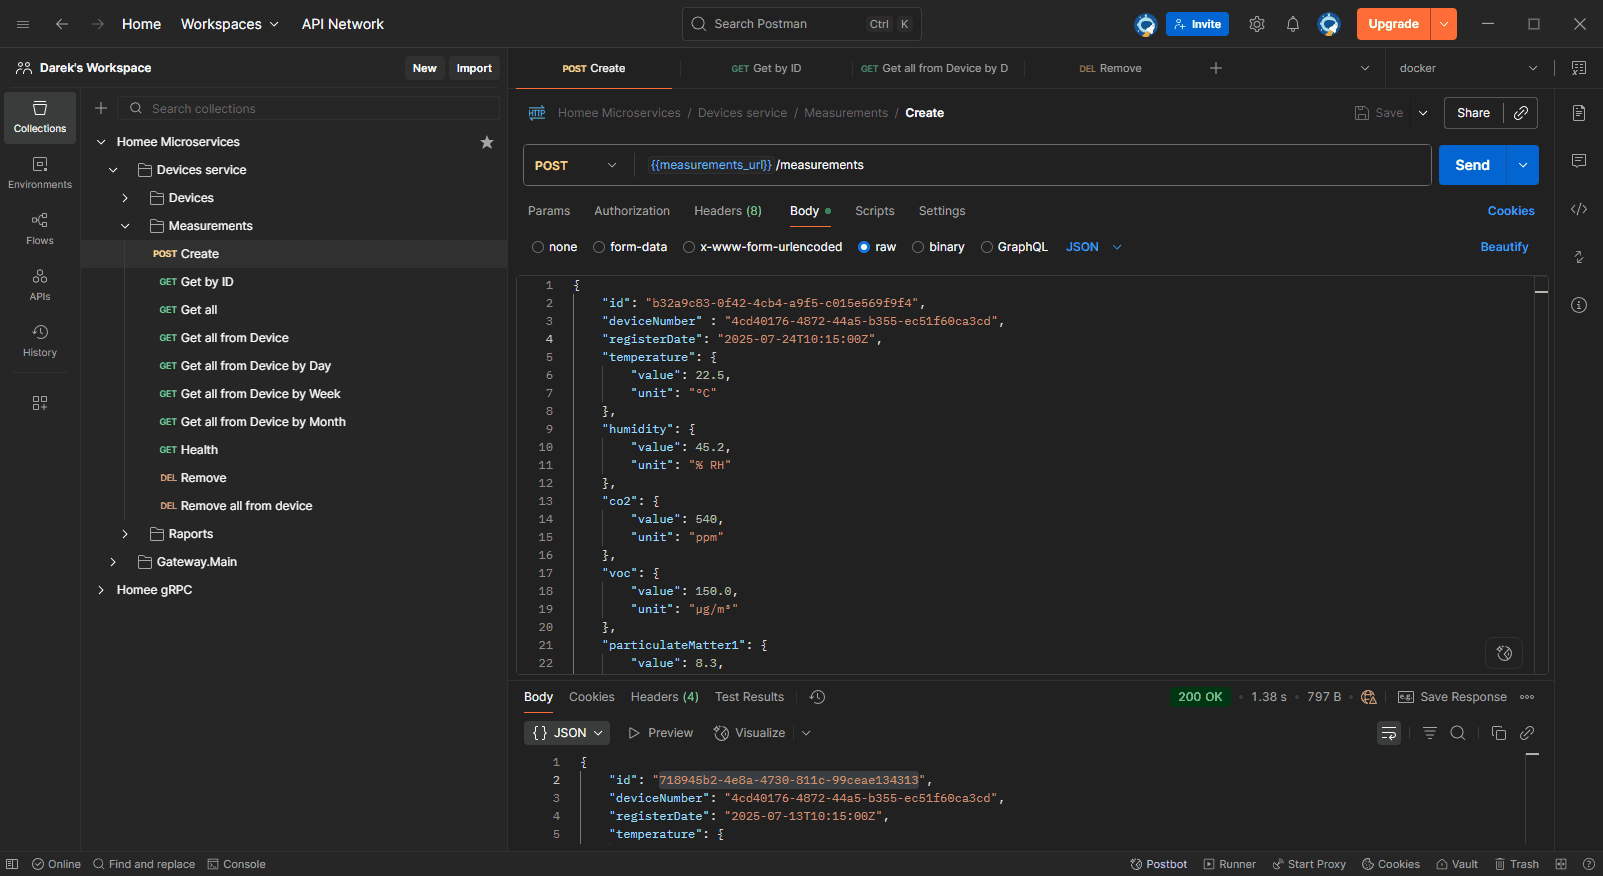 Home
Workspaces
API Network
Search Postman
Ctrl K
Invite
Upgrade
Darek's Workspace
New
Import
POST Create
GET Get by ID
GET Get all from Device by D
DEL Remove
docker
Collections
Environments
Flows
APIs
History
Search collections
Homee Microservices
Devices service
Devices
Measurements
POST Create
GET Get by ID
GET Get all
GET Get all from Device
GET Get all from Device by Day
GET Get all from Device by Week
GET Get all from Device by Month
GET Health
DEL Remove
DEL Remove all from device
Raports
Gateway.Main
Homee gRPC
HTTP Homee Microservices / Devices service / Measurements / Create
Save
Share
POST
{{measurements_url}} /measurements
Send
Params
Authorization
Headers (8)
Body
Scripts
Settings
Cookies
none
form-data
x-www-form-urlencoded
raw
binary
GraphQL
JSON
Beautify
1 {
2 "id": "b32a9c83-0f42-4cb4-a9f5-c015e569f9f4",
3 "deviceNumber" : "4cd40176-4872-44a5-b355-ec51f60ca3cd",
4 "registerDate": "2025-07-24T10:15:00Z",
5 "temperature": {
6 "value": 22.5,
7 "unit": "°C"
8 },
9 "humidity": {
10 "value": 45.2,
11 "unit": "% RH"
12 },
13 "co2": {
14 "value": 540,
15 "unit": "ppm"
16 },
17 "voc": {
18 "value": 150.0,
19 "unit": "µg/m³"
20 },
21 "particulateMatter1": {
22 "value": 8.3,
Body
Cookies
Headers (4)
Test Results
200 OK
1.38 s
797 B
e.g. Save Response
{} JSON
Preview
Visualize
1 {
2 "id": "718945b2-4e8a-4730-811c-99ceae134313",
3 "deviceNumber": "4cd40176-4872-44a5-b355-ec51f60ca3cd",
4 "registerDate": "2025-07-13T10:15:00Z",
5 "temperature": {
Online
Find and replace
Console
Postbot
Runner
Start Proxy
Cookies
Vault
Trash